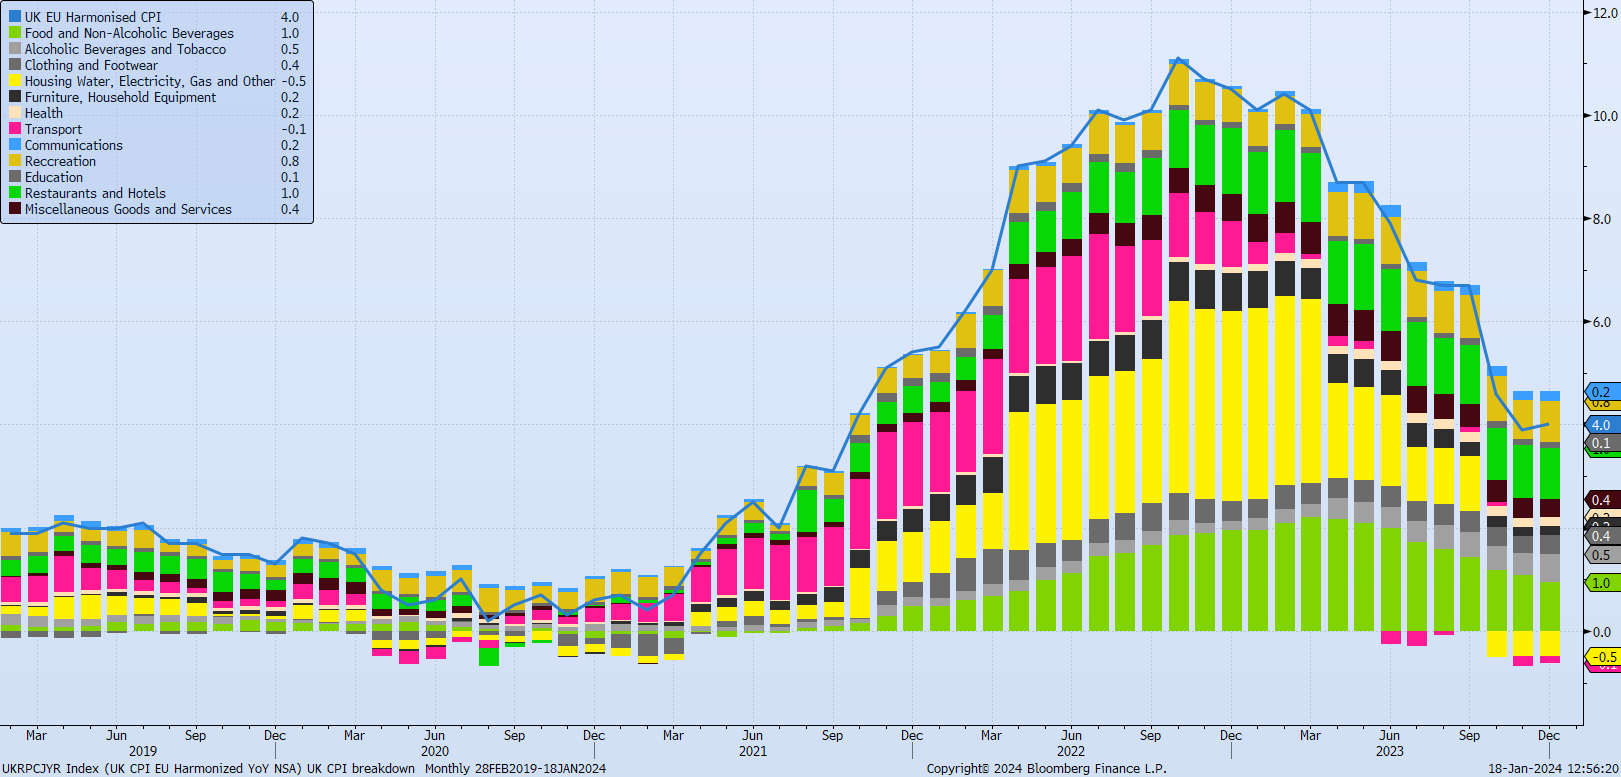 UK EU Harmonised CPI 4.0
Food and Non-Alcoholic Beverages 1.0
Alcoholic Beverages and Tobacco 0.5
Clothing and Footwear 0.4
Housing Water, Electricity, Gas and Other -0.5
Furniture, Household Equipment 0.2
Health 0.2
Transport -0.1
Communications 0.2
Reccreation 0.8
Education 0.1
Restaurants and Hotels 1.0
Miscellaneous Goods and Services 0.4
12.0
10.0
8.0
6.0
0.2
0.8
4.0
0.1
0.4
0.4
0.5
1.0
0.0
-0.5
Mar Jun Sep Dec Mar Jun Sep Dec Mar Jun Sep Dec Mar Jun Sep Dec Mar Jun Sep Dec
2019 2020 2021 2022 2023
UKRPCJYR Index (UK CPI EU Harmonized YoY NSA) UK CPI breakdown Monthly 28FEB2019-18JAN2024 Copyright© 2024 Bloomberg Finance L.P. 18-Jan-2024 12:56:20